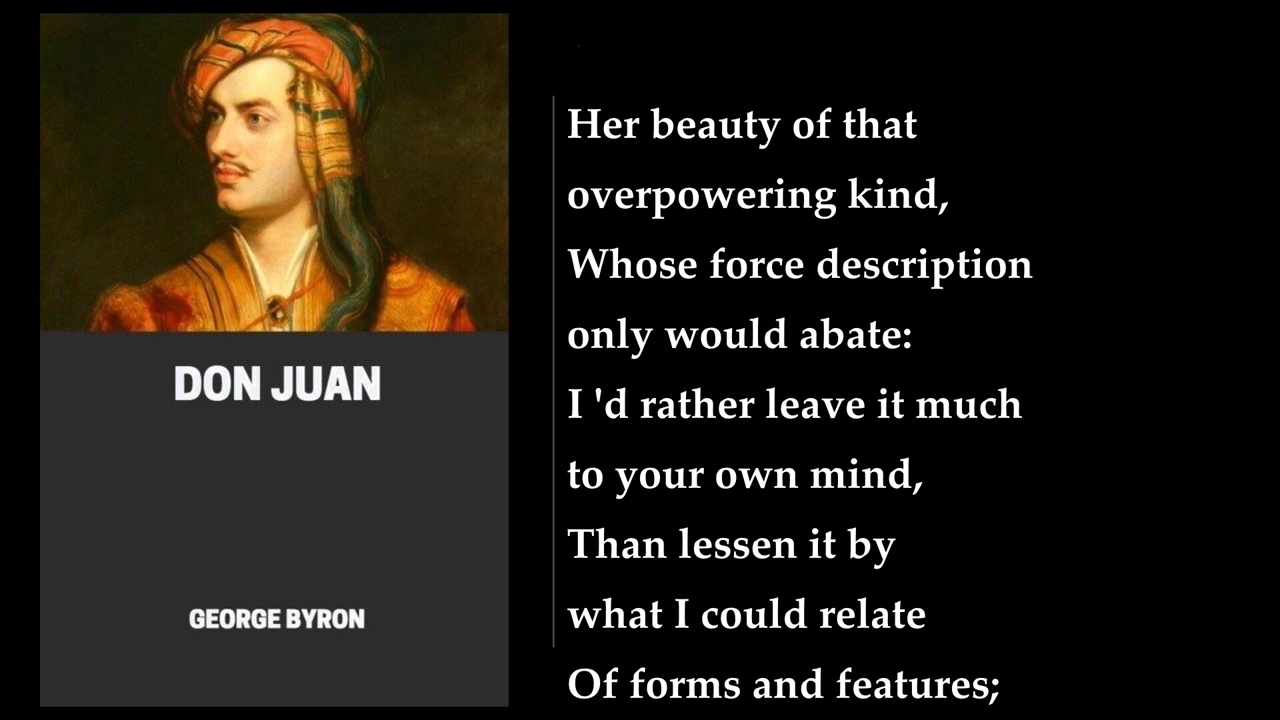 DON JUAN
GEORGE BYRON
Her beauty of that
overpowering kind,
Whose force description
only would abate:
I 'd rather leave it much
to your own mind,
Than lessen it by
what I could relate
Of forms and features;